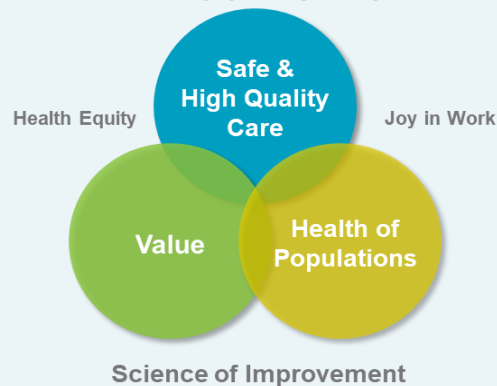 Safe &
High Quality
Care
Health Equity
Joy in Work
Value
Health of
Populations
Science of Improvement